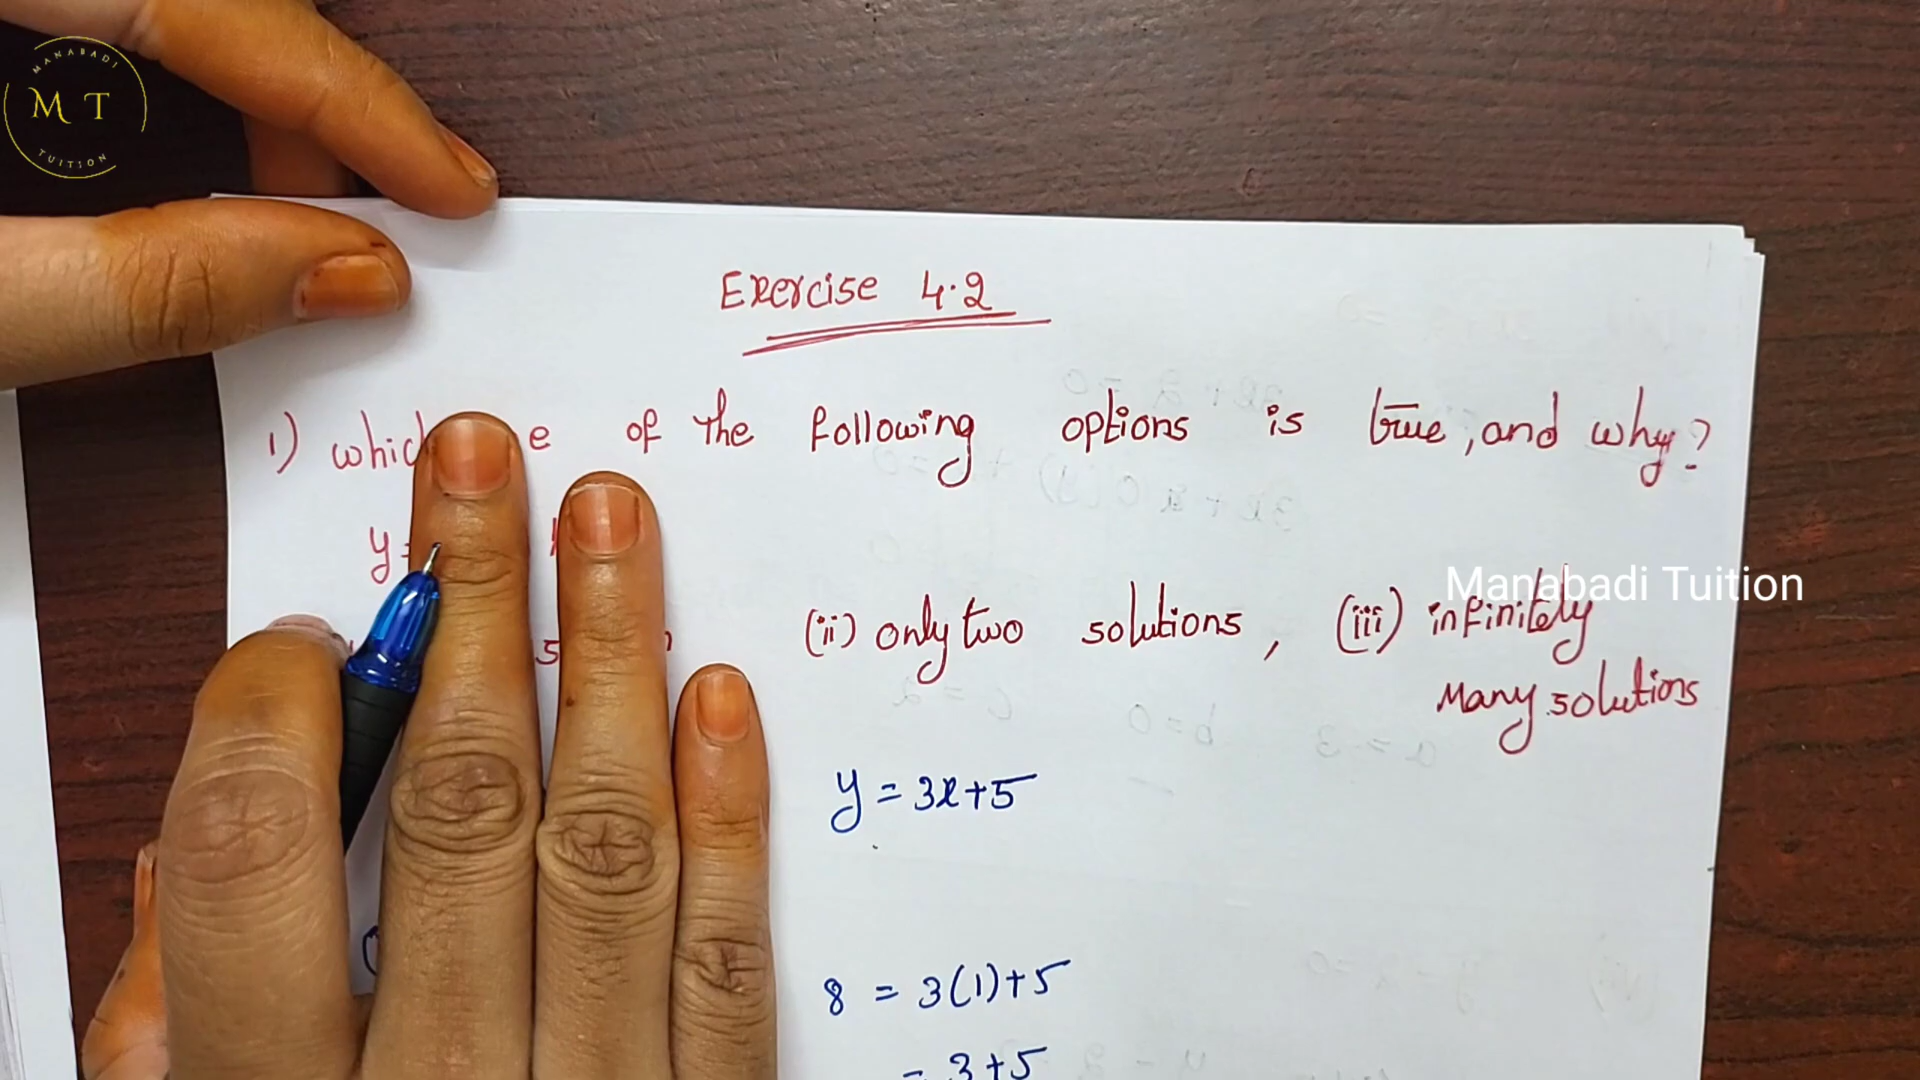 MANABADI
M T
TUITION
Exercise 4.2
1) which of the following options is true, and why?
y=
Manabadi Tuition
(ii) only two solutions, (iii) infinitely
Many solutions
y = 3x+5
8 = 3(1)+5
= 3+5